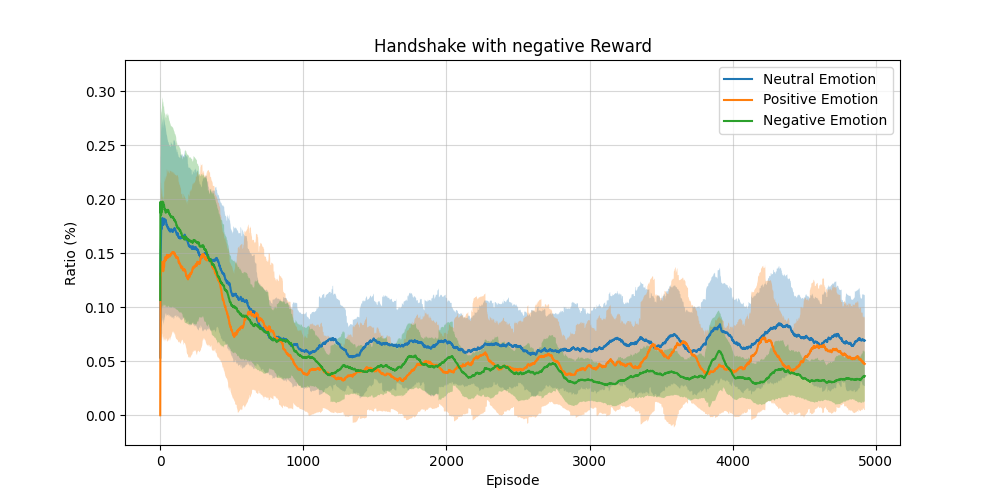 Handshake with negative Reward
Neutral Emotion
Positive Emotion
Negative Emotion
Ratio (%)
0.30
0.25
0.20
0.15
0.10
0.05
0.00
0 1000 2000 3000 4000 5000
Episode